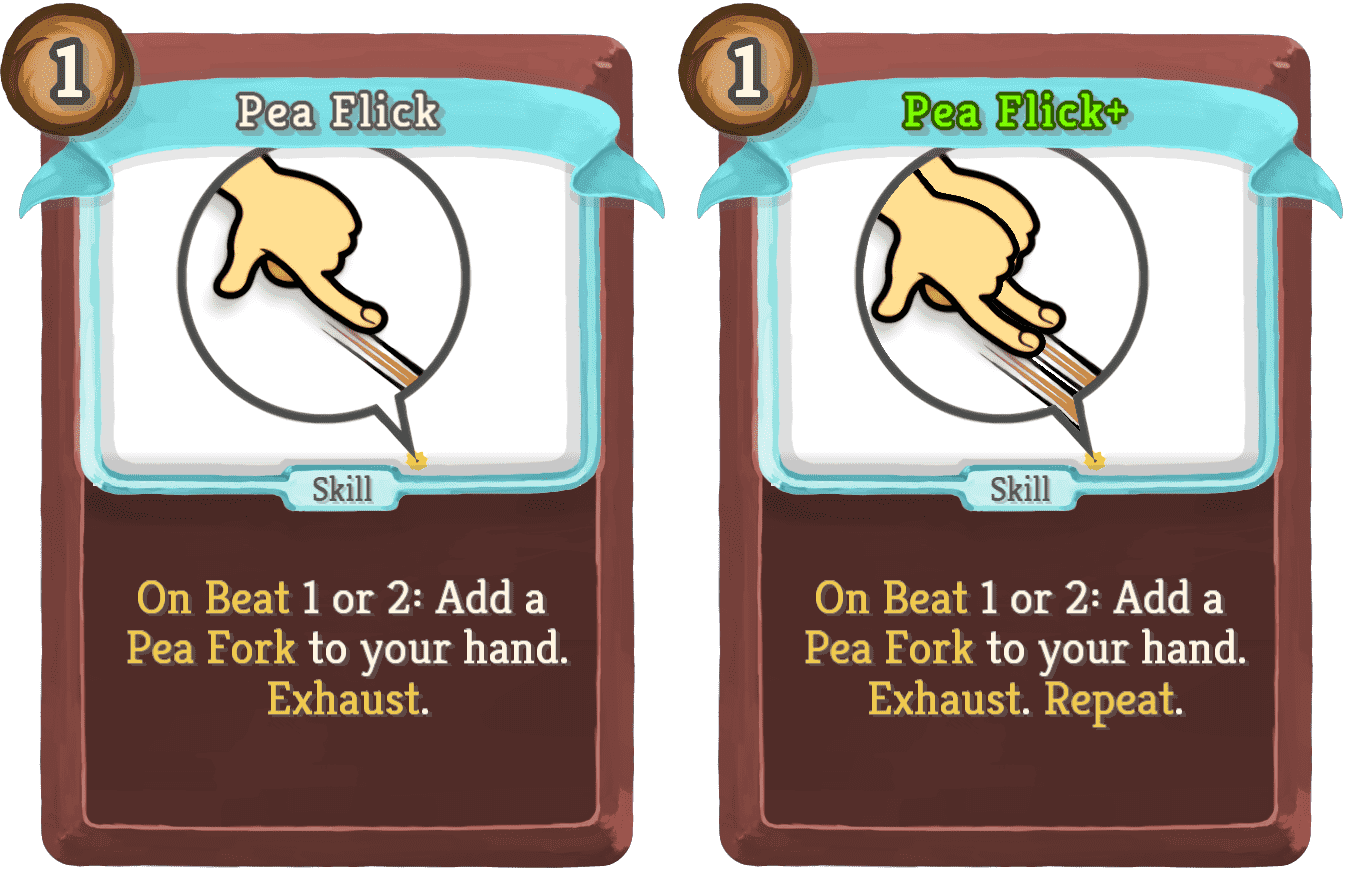 1
Pea Flick
Skill
On Beat 1 or 2: Add a
Pea Fork to your hand.
Exhaust.
1
Pea Flick+
Skill
On Beat 1 or 2: Add a
Pea Fork to your hand.
Exhaust. Repeat.